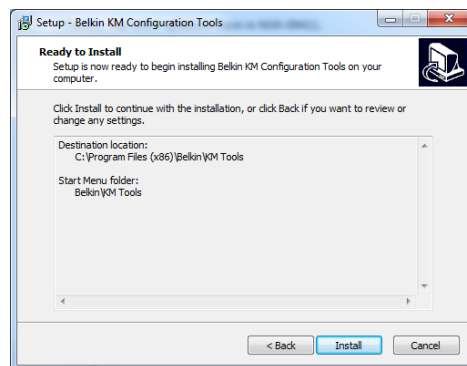 Setup - Belkin KM Configuration Tools
Ready to Install
Setup is now ready to begin installing Belkin KM Configuration Tools on your
computer.
Click Install to continue with the installation, or click Back if you want to review or
change any settings.
Destination location:
C:\Program Files (x86)\Belkin\KM Tools
Start Menu folder:
Belkin\KM Tools
< Back
Install
Cancel